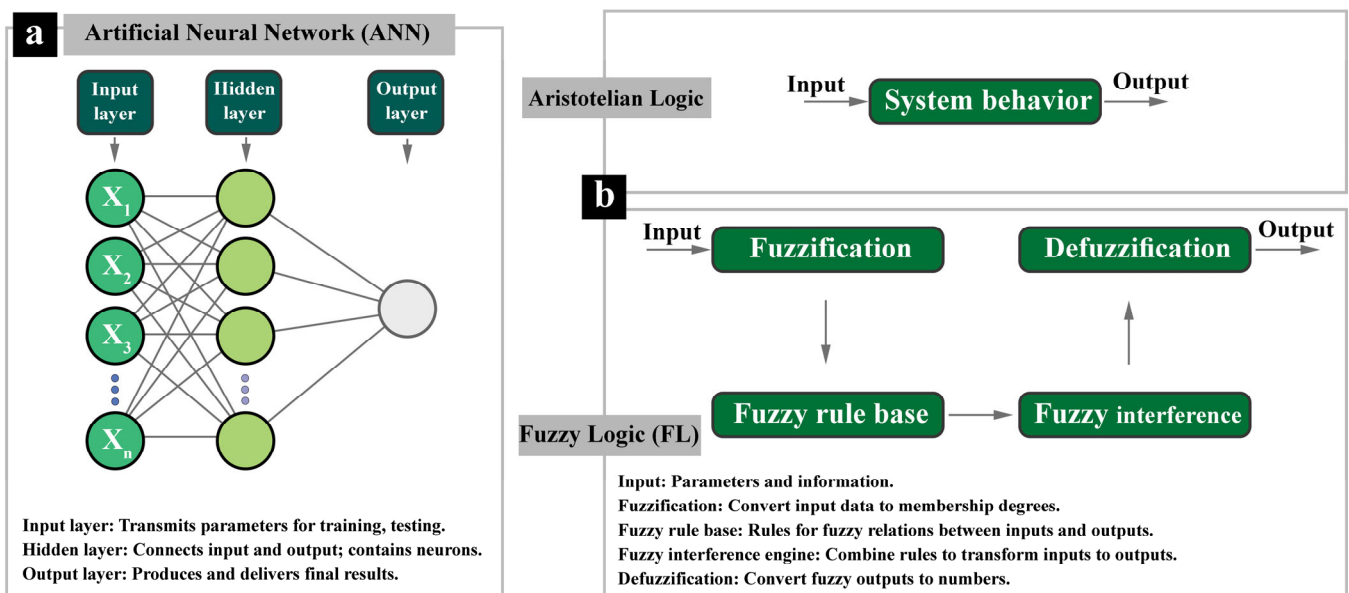 a
Artificial Neural Network (ANN)
Input
layer
Hidden
layer
Output
layer
X1
X2
X3
Xn
Input layer: Transmits parameters for training, testing.
Hidden layer: Connects input and output; contains neurons.
Output layer: Produces and delivers final results.
Aristotelian Logic
Input
System behavior
Output
b
Input
Fuzzification
Defuzzification
Output
Fuzzy rule base
Fuzzy interference
Fuzzy Logic (FL)
Input: Parameters and information.
Fuzzification: Convert input data to membership degrees.
Fuzzy rule base: Rules for fuzzy relations between inputs and outputs.
Fuzzy interference engine: Combine rules to transform inputs to outputs.
Defuzzification: Convert fuzzy outputs to numbers.